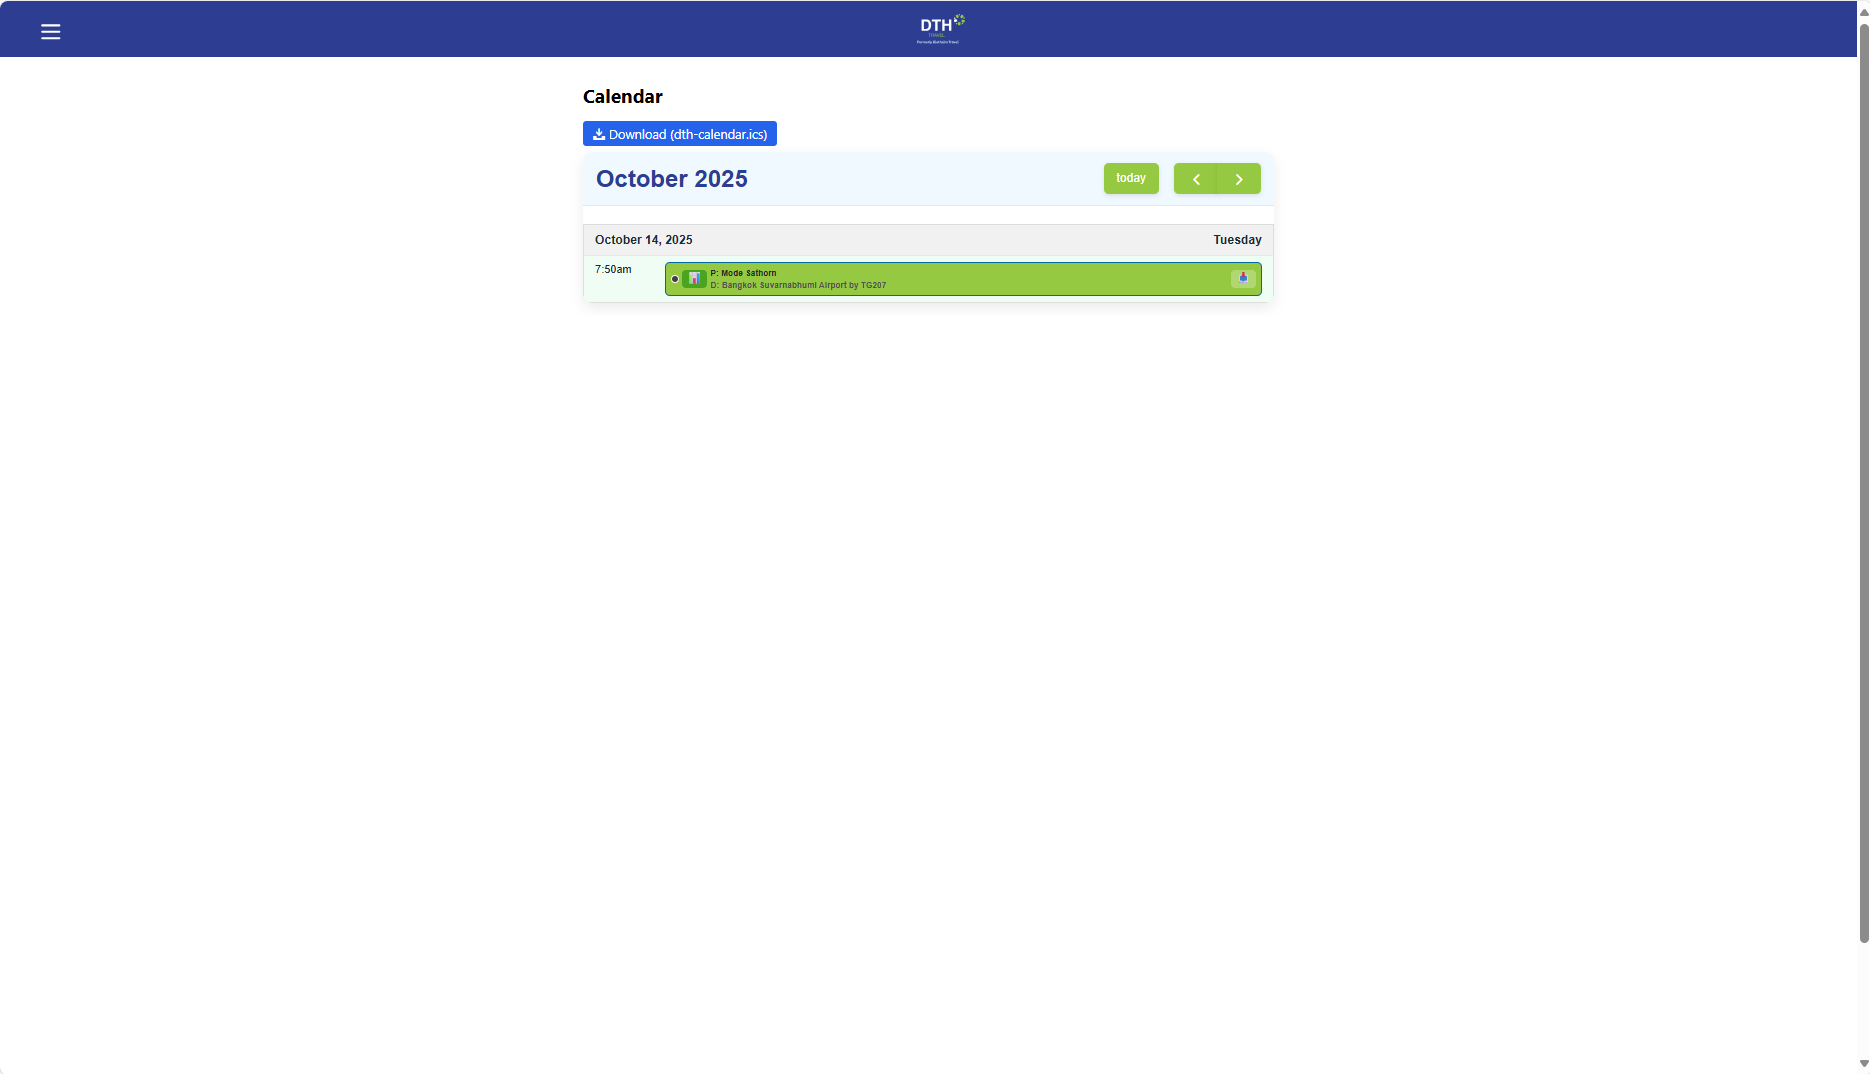 DTH
TRAVEL
Calendar
Download (dth-calendar.ics)
October 2025
today
October 14, 2025
Tuesday
7:50am
P: Mode Sathorn
D: Bangkok Suvarnabhumi Airport by TG207